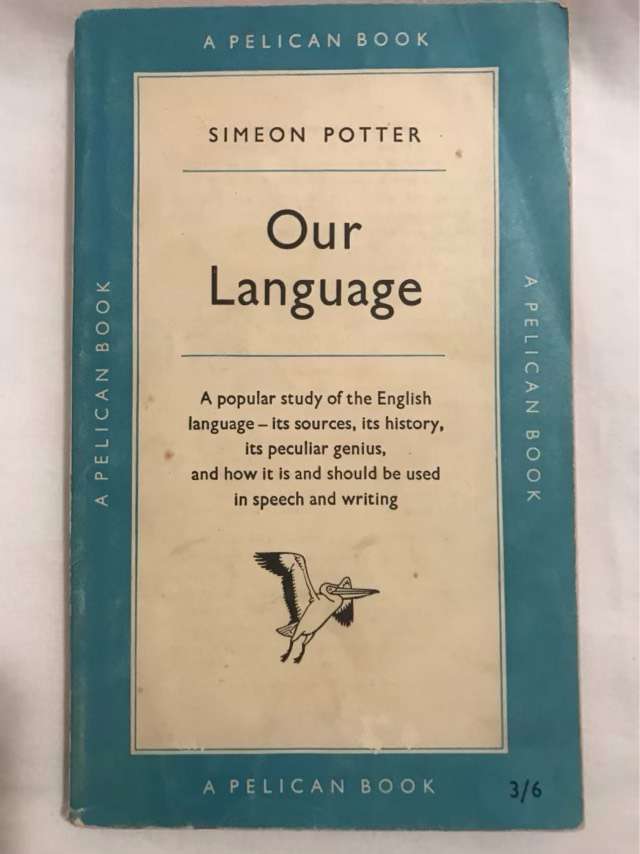 A PELICAN BOOK
SIMEON POTTER
Our
Language
A popular study of the English
language – its sources, its history,
its peculiar genius,
and how it is and should be used
in speech and writing
A PELICAN BOOK
A PELICAN BOOK
A PELICAN BOOK
3/6